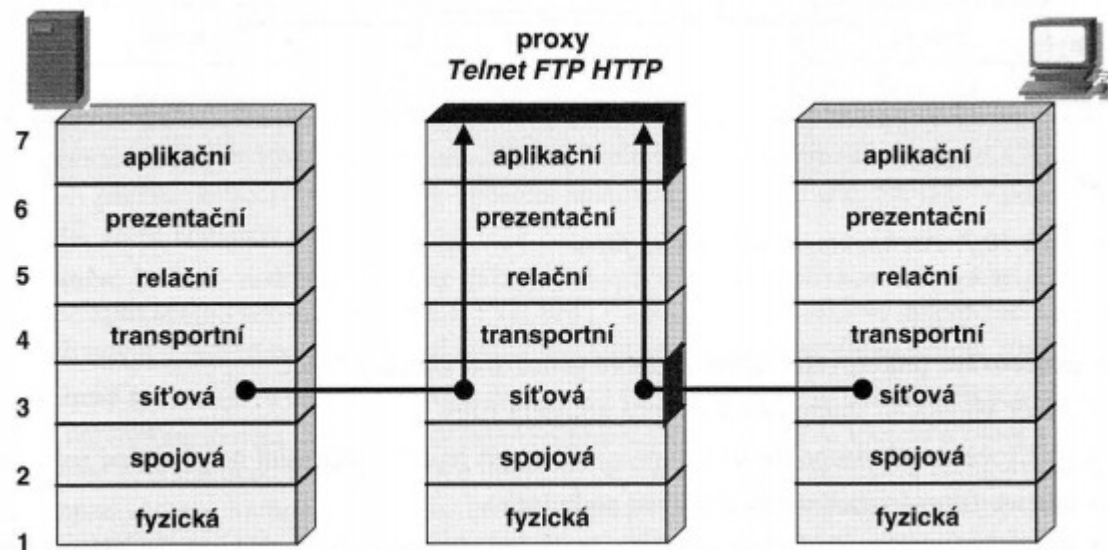 proxy
Telnet FTP HTTP
7
aplikační
aplikační
aplikační
6
prezentační
prezentační
prezentační
5
relační
relační
relační
4
transportní
transportní
transportní
3
síťová
síťová
síťová
2
spojová
spojová
spojová
1
fyzická
fyzická
fyzická